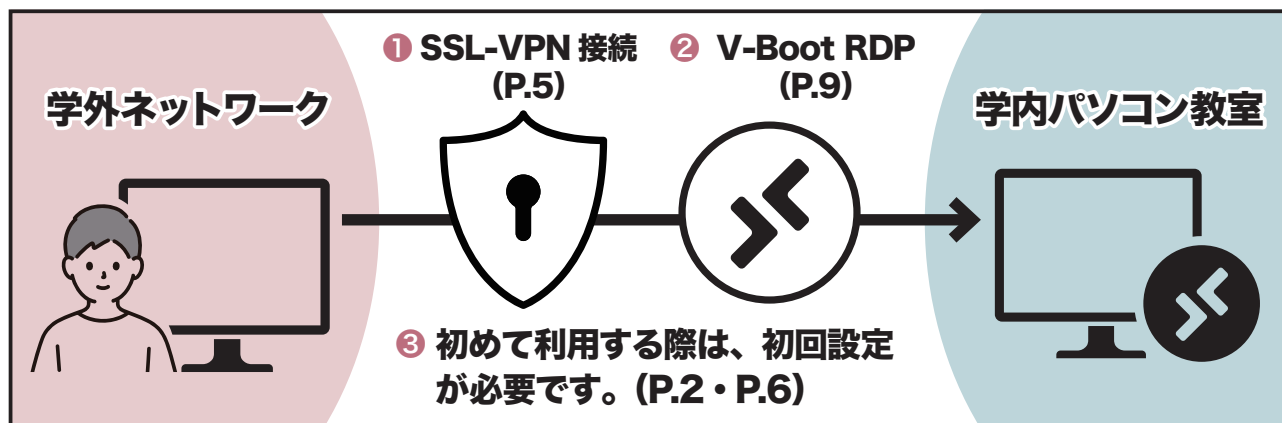 ❶ SSL-VPN 接続
(P.5)
❷ V-Boot RDP
(P.9)
学外ネットワーク
学内パソコン教室
❸ 初めて利用する際は、初回設定
が必要です。(P.2・P.6)